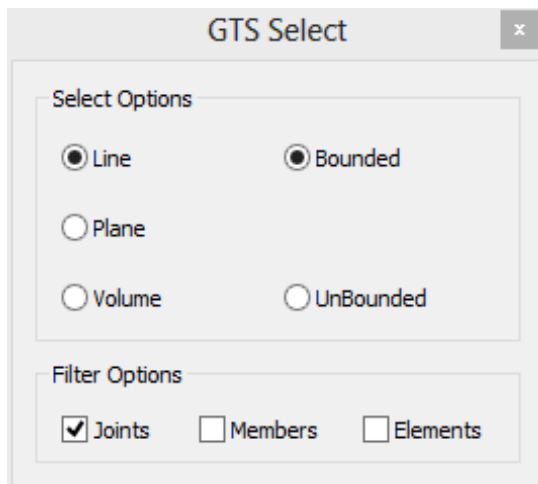 GTS Select
x
Select Options
Line Bounded
Plane
Volume UnBounded
Filter Options
Joints Members Elements